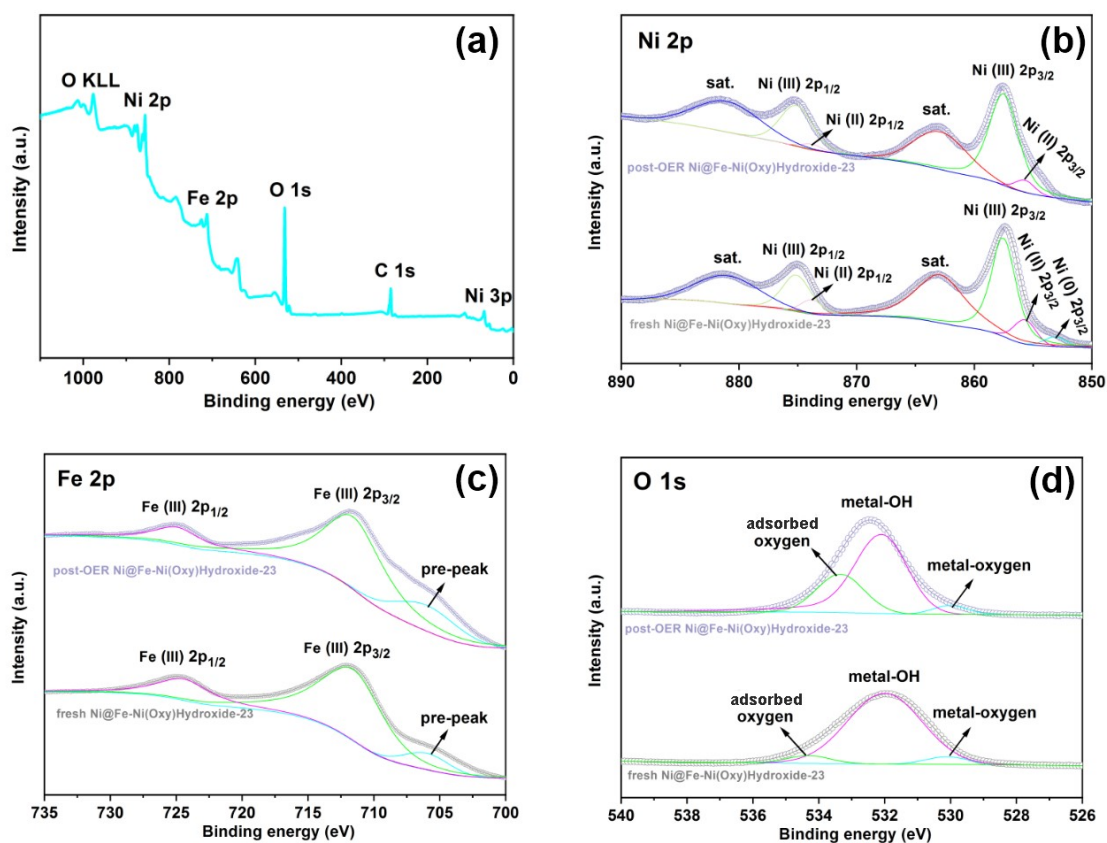 (a)
O KLL
Ni 2p
Fe 2p
O 1s
C 1s
Ni 3p
Intensity (a.u.)
1000 800 600 400 200 0
Binding energy (eV)
Ni 2p
(b)
sat.
Ni (III) 2p1/2
Ni (II) 2p1/2
sat.
Ni (III) 2p3/2
Ni (II) 2p3/2
post-OER Ni@Fe-Ni(Oxy)Hydroxide-23
sat.
Ni (III) 2p1/2
Ni (II) 2p1/2
sat.
Ni (III) 2p3/2
Ni (II) 2p3/2
Ni (0) 2p3/2
fresh Ni@Fe-Ni(Oxy)Hydroxide-23
Intensity (a.u.)
890 880 870 860 850
Binding energy (eV)
Fe 2p
(c)
Fe (III) 2p1/2
Fe (III) 2p3/2
post-OER Ni@Fe-Ni(Oxy)Hydroxide-23
pre-peak
Fe (III) 2p1/2
Fe (III) 2p3/2
fresh Ni@Fe-Ni(Oxy)Hydroxide-23
pre-peak
Intensity (a.u.)
735 725 720 715 710 705 700
Binding energy (eV)
O 1s
(d)
metal-OH
adsorbed
oxygen
metal-oxygen
post-OER Ni@Fe-Ni(Oxy)Hydroxide-23
metal-OH
adsorbed
oxygen
metal-oxygen
fresh Ni@Fe-Ni(Oxy)Hydroxide-23
Intensity (a.u.)
540 538 536 534 532 530 528 526
Binding energy (eV)